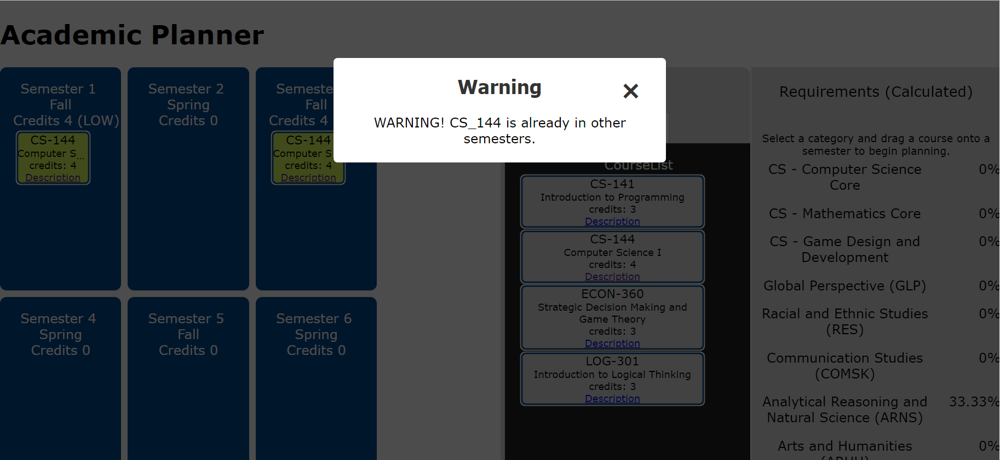 Academic Planner
Semester 1
Fall
Credits 4 (LOW)
CS-144
Computer S...
credits: 4
Description
Semester 2
Spring
Credits 0
Semeste
Fall
Credits 4
CS-144
Computer S
credits: 4
Description
Semester 4
Spring
Credits 0
Semester 5
Fall
Credits 0
Semester 6
Spring
Credits 0
Warning
✕
WARNING! CS_144 is already in other
semesters.
CourseList
CS-141
Introduction to Programming
credits: 3
Description
CS-144
Computer Science I
credits: 4
Description
ECON-360
Strategic Decision Making and
Game Theory
credits: 3
Description
LOG-301
Introduction to Logical Thinking
credits: 3
Description
Requirements (Calculated)
Select a category and drag a course onto a
semester to begin planning.
CS - Computer Science 0%
Core
CS - Mathematics Core 0%
CS - Game Design and 0%
Development
Global Perspective (GLP) 0%
Racial and Ethnic Studies 0%
(RES)
Communication Studies 0%
(COMSK)
Analytical Reasoning and 33.33%
Natural Science (ARNS)
Arts and Humanities 0%